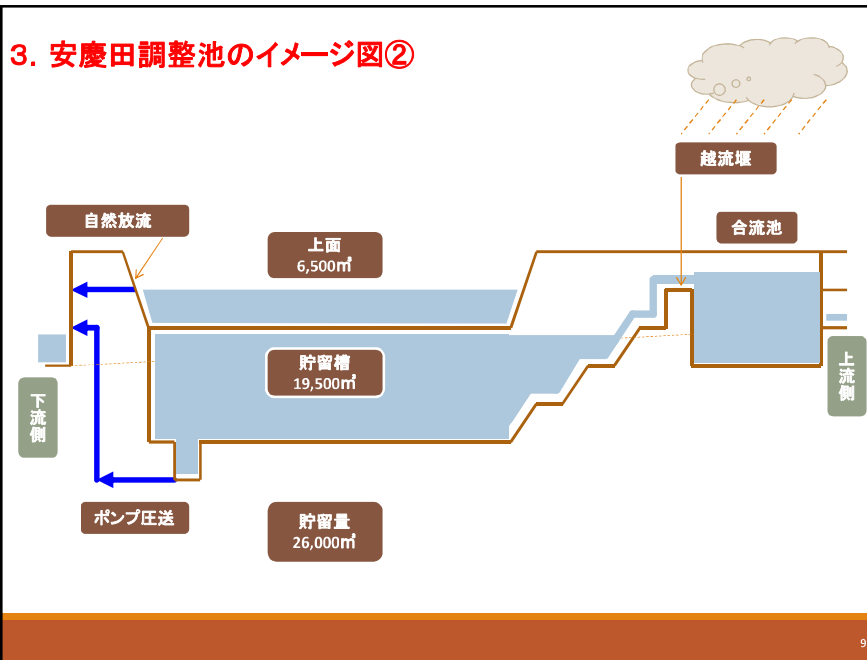 3．安慶田調整池のイメージ図②
越流堰
自然放流
上面
6,500㎥
合流池
貯留槽
19,500㎥
上流側
下流側
ポンプ圧送
貯留量
26,000㎥
9